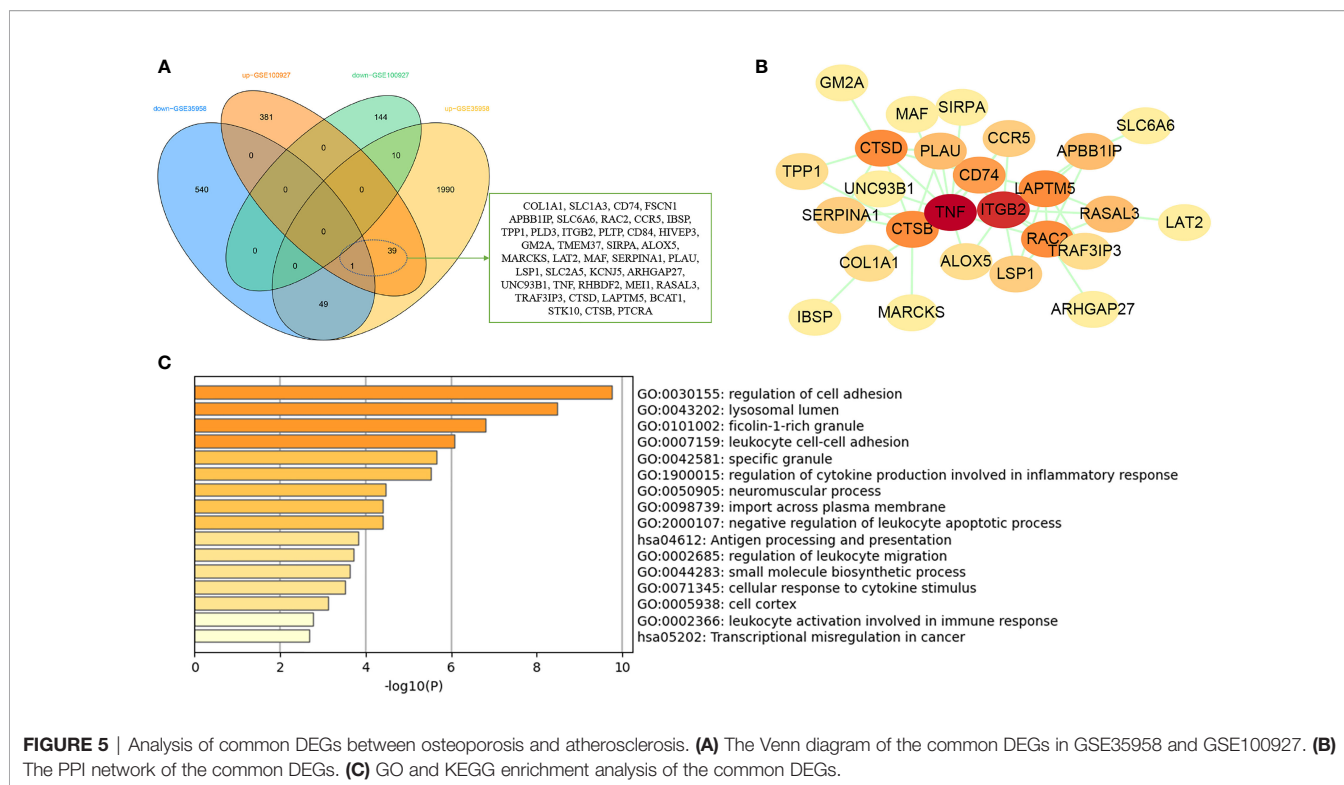 A
up-GSE100927
down-GSE100927
down-GSE35958
up-GSE35958
381
144
0
0
10
540
0
0
1990
0
0
0
1
39
49
COL1A1, SLC1A3, CD74, FSCN1
APBB1IP, SLC6A6, RAC2, CCR5, IBSP,
TPP1, PLD3, ITGB2, PLTP, CD84, HIVEP3,
GM2A, TMEM37, SIRPA, ALOX5,
MARCKS, LAT2, MAF, SERPINA1, PLAU,
LSP1, SLC2A5, KCNJ5, ARHGAP27,
UNC93B1, TNF, RHBDF2, MEI1, RASAL3,
TRAF3IP3, CTSD, LAPTM5, BCAT1,
STK10, CTSB, PTCRA
B
GM2A
MAF
SIRPA
SLC6A6
CTSD
PLAU
CCR5
APBB1IP
TPP1
UNC93B1
CD74
LAPTM5
SERPINA1
TNF
ITGB2
RASAL3
LAT2
CTSB
RAC2
TRAF3IP3
COL1A1
ALOX5
LSP1
IBSP
MARCKS
ARHGAP27
C
GO:0030155: regulation of cell adhesion
GO:0043202: lysosomal lumen
GO:0101002: ficolin-1-rich granule
GO:0007159: leukocyte cell-cell adhesion
GO:0042581: specific granule
GO:1900015: regulation of cytokine production involved in inflammatory response
GO:0050905: neuromuscular process
GO:0098739: import across plasma membrane
GO:2000107: negative regulation of leukocyte apoptotic process
hsa04612: Antigen processing and presentation
GO:0002685: regulation of leukocyte migration
GO:0044283: small molecule biosynthetic process
GO:0071345: cellular response to cytokine stimulus
GO:0005938: cell cortex
GO:0002366: leukocyte activation involved in immune response
hsa05202: Transcriptional misregulation in cancer
0 2 4 6 8 10
-log10(P)
FIGURE 5 | Analysis of common DEGs between osteoporosis and atherosclerosis. (A) The Venn diagram of the common DEGs in GSE35958 and GSE100927. (B)
The PPI network of the common DEGs. (C) GO and KEGG enrichment analysis of the common DEGs.